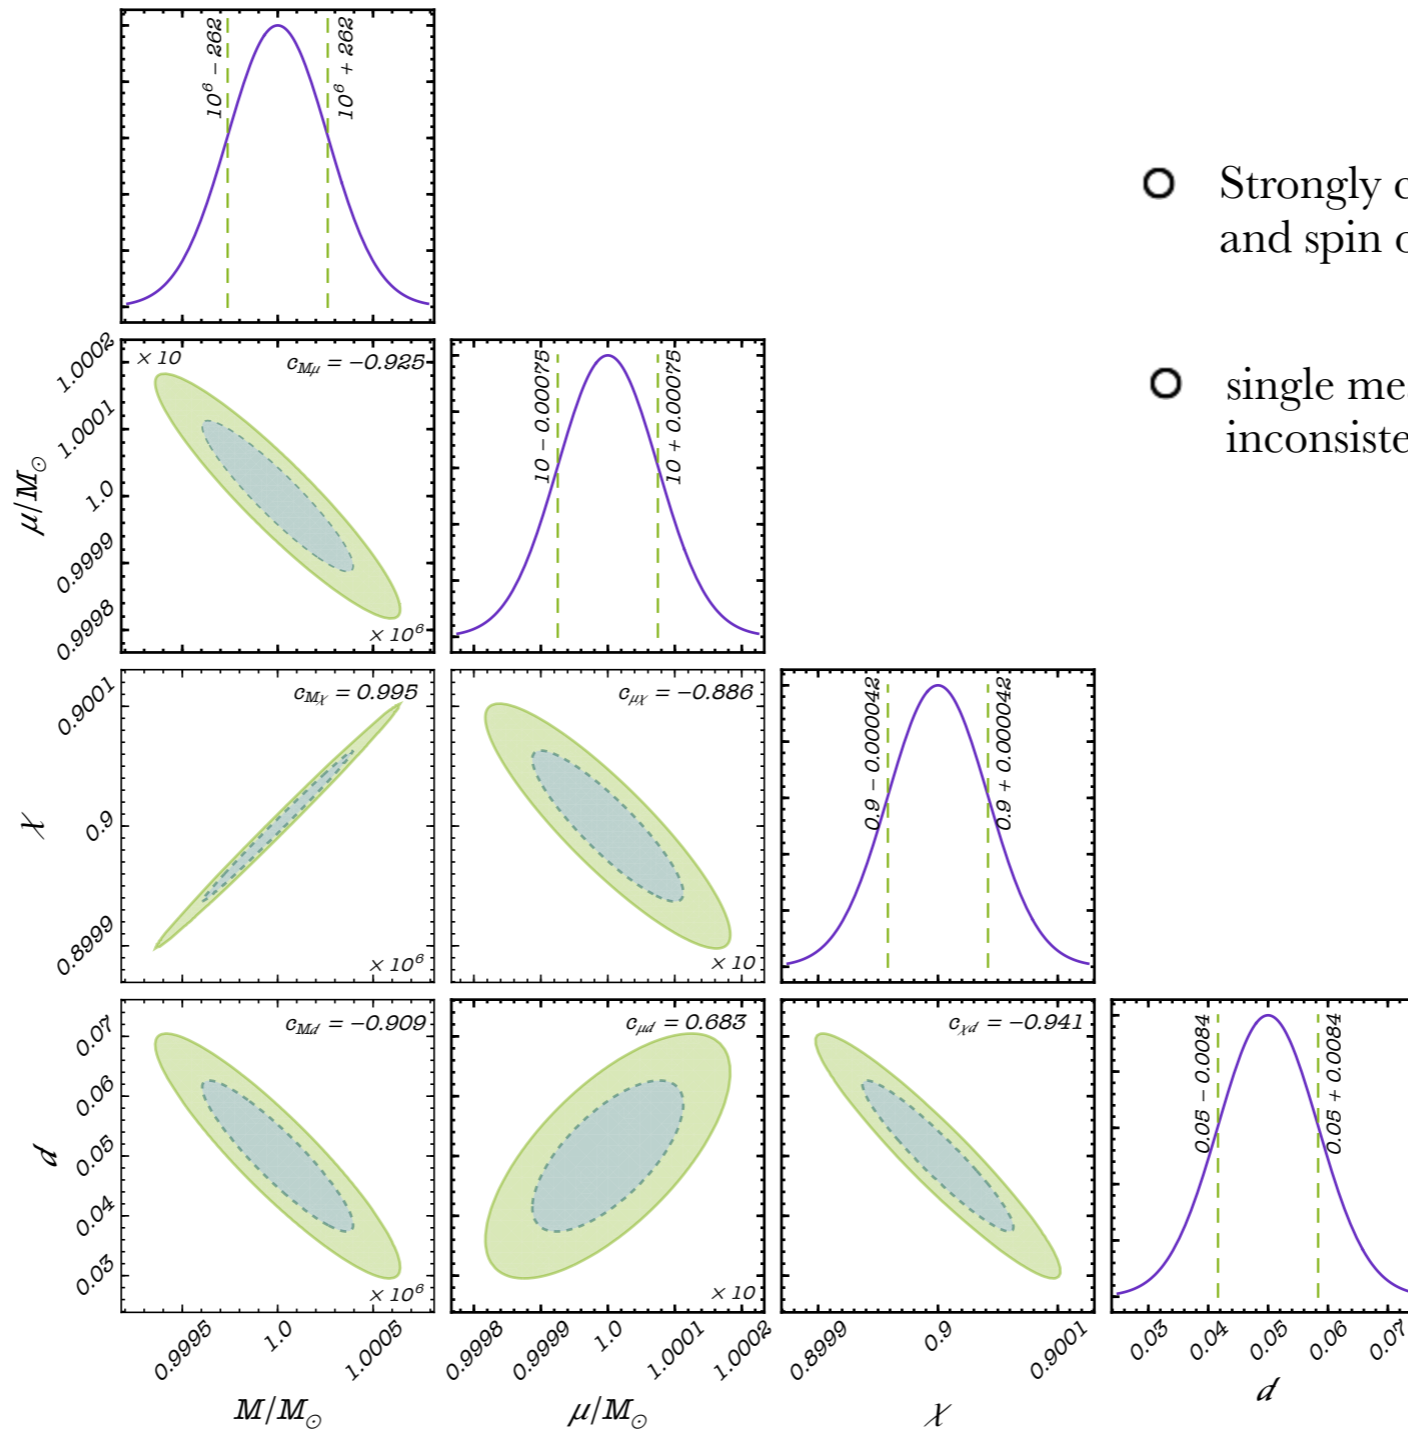 10⁶ − 262
10⁶ + 262
Strongly
and spin
single
1.0002
1.0001
1.0
0.9999
0.9998
μ/M⊙
× 10
c_Mμ = −0.925
× 10⁶
10 − 0.00075
10 + 0.00075
0.9001
0.9
0.8999
χ
c_Mχ = 0.995
× 10⁶
c_μχ = −0.886
× 10
0.9 − 0.000042
0.9 + 0.000042
0.07
0.06
0.05
0.04
0.03
d
c_Md = −0.909
× 10⁶
c_μd = 0.683
× 10
c_χd = −0.941
0.05 − 0.0084
0.05 + 0.0084
0.9995 1.0 1.0005
0.9998 0.9999 1.0 1.0001 1.0002
0.8999 0.9 0.9001
0.03 0.04 0.05 0.06 0.07
M/M⊙
μ/M⊙
χ
d